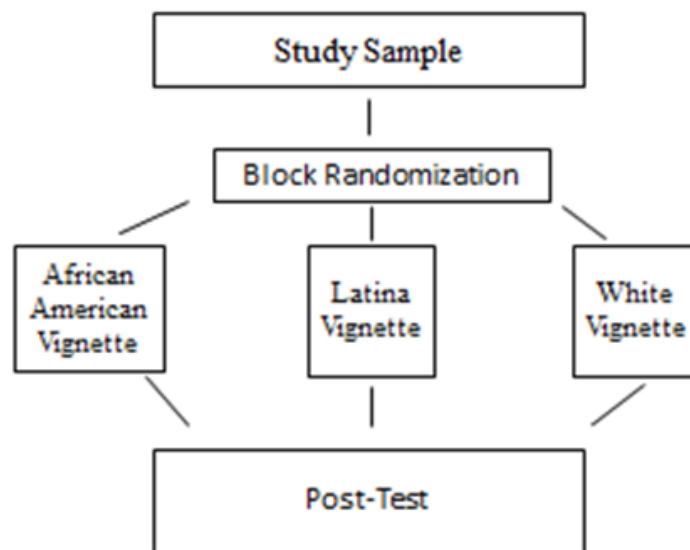 Study Sample
Block Randomization
African
American
Vignette
Latina
Vignette
White
Vignette
Post-Test